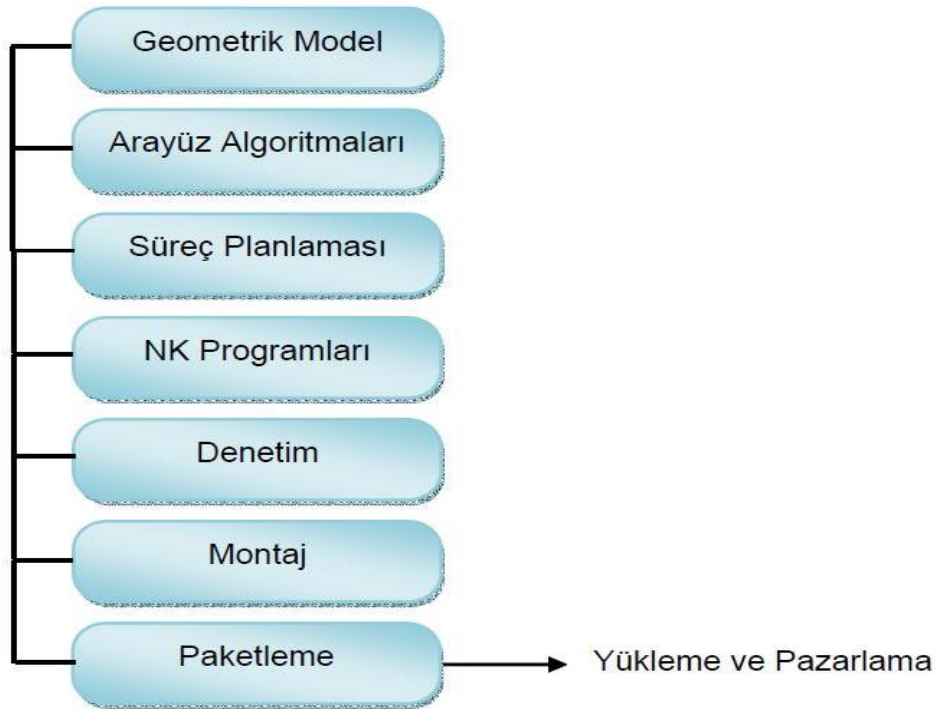 Geometrik Model
Arayüz Algoritmaları
Süreç Planlaması
NK Programları
Denetim
Montaj
Paketleme
Yükleme ve Pazarlama